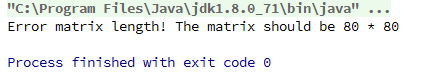 "C:\Program Files\Java\jdk1.8.0_71\bin\java" ...
Error matrix length! The matrix should be 80 * 80
Process finished with exit code 0